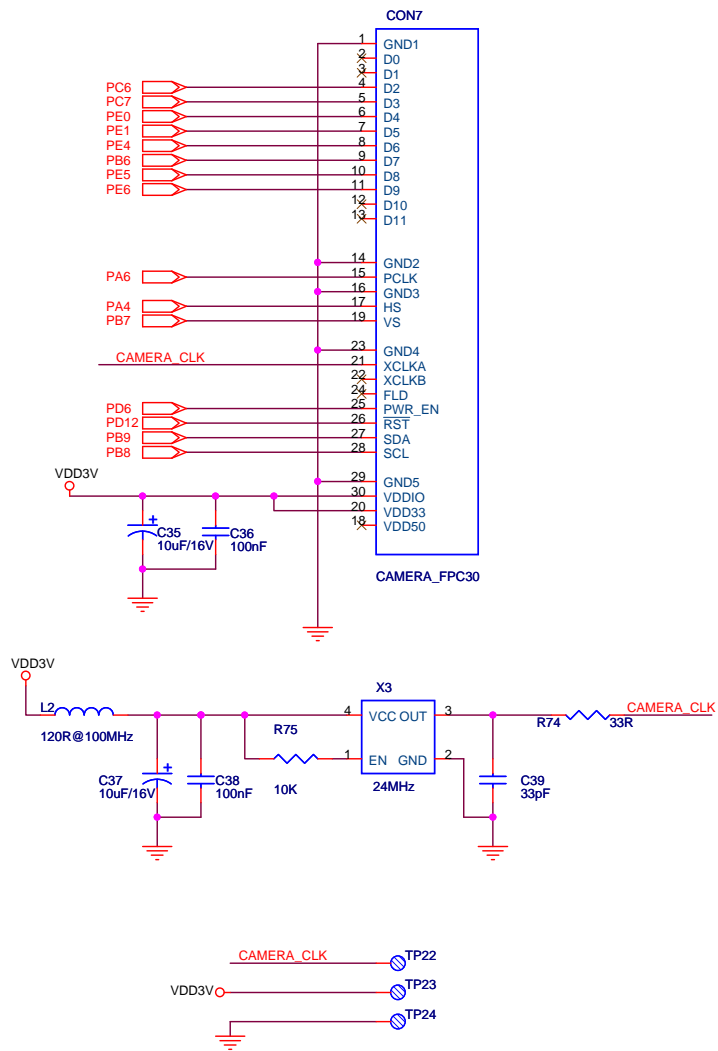 CON7
1 GND1
2 D0
3 D1
PC6 4 D2
PC7 5 D3
PE0 6 D4
PE1 7 D5
PE4 8 D6
PB6 9 D7
PE5 10 D8
PE6 11 D9
12 D10
13 D11
14 GND2
PA6 15 PCLK
16 GND3
PA4 17 HS
PB7 19 VS
23 GND4
CAMERA_CLK 21 XCLKA
22 XCLKB
24 FLD
PD6 25 PWR_EN
PD12 26 RST
PB9 27 SDA
PB8 28 SCL
VDD3V
29 GND5
30 VDDIO
20 VDD33
18 VDD50
+ C35 C36
10uF/16V 100nF
CAMERA_FPC30
VDD3V
X3
L2 4 VCC OUT 3 CAMERA_CLK
R75 R74 33R
120R@100MHz
1 EN GND 2
+
C37 C38 C39
10uF/16V 100nF 10K 24MHz 33pF
CAMERA_CLK TP22
VDD3V TP23
TP24